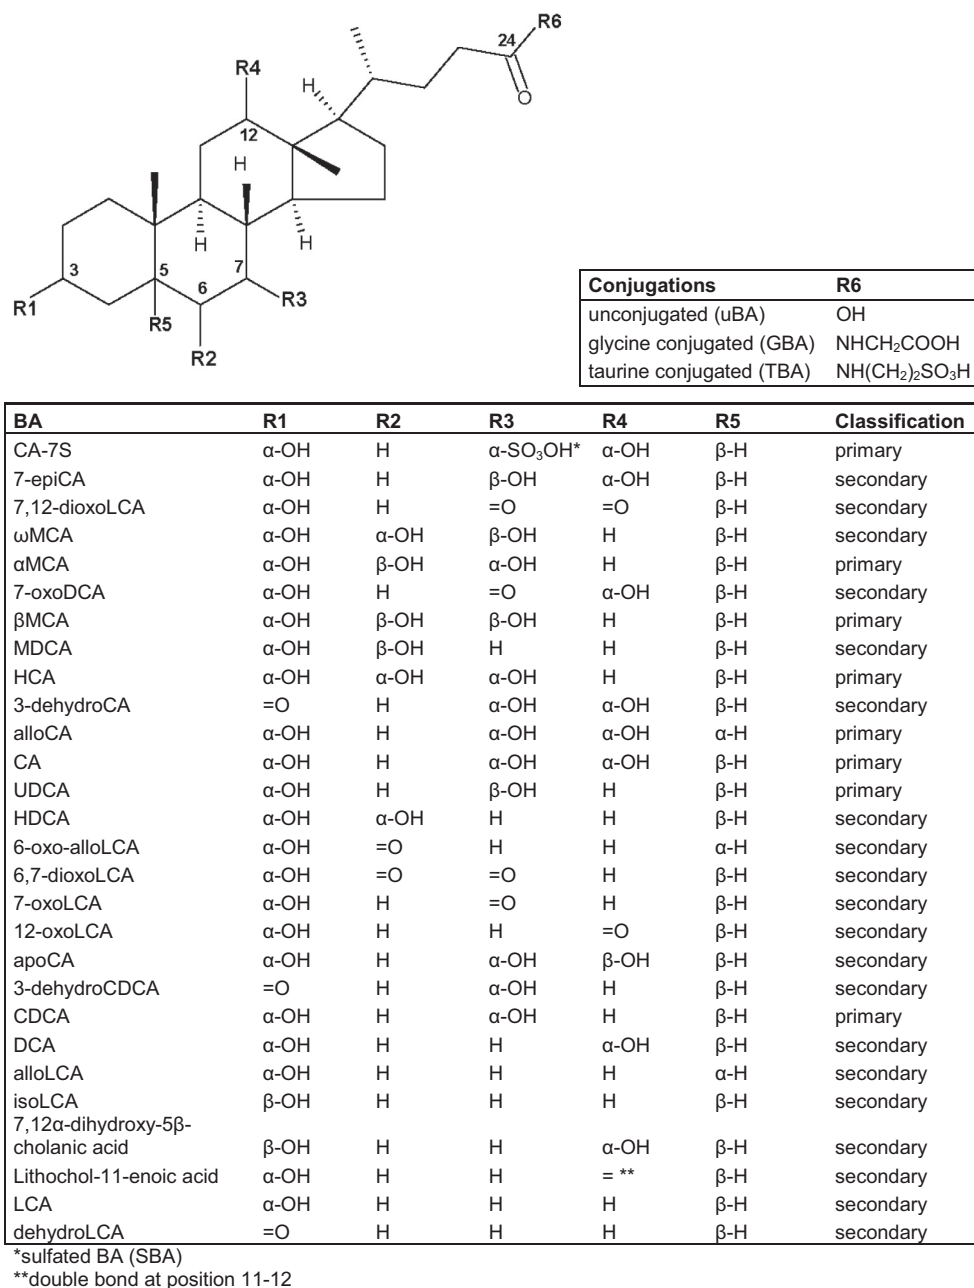 R6
24
O
R4
H
12
H
H
H
3
5
6
7
R1
R5
R3
R2
Conjugations R6
unconjugated (uBA) OH
glycine conjugated (GBA) NHCH₂COOH
taurine conjugated (TBA) NH(CH₂)₂SO₃H
BA R1 R2 R3 R4 R5 Classification
CA-7S α-OH H α-SO₃OH* α-OH β-H primary
7-epiCA α-OH H β-OH α-OH β-H secondary
7,12-dioxoLCA α-OH H =O =O β-H secondary
ωMCA α-OH α-OH β-OH H β-H secondary
αMCA α-OH β-OH α-OH H β-H primary
7-oxoDCA α-OH H =O α-OH β-H secondary
βMCA α-OH β-OH β-OH H β-H primary
MDCA α-OH β-OH H H β-H secondary
HCA α-OH α-OH α-OH H β-H primary
3-dehydroCA =O H α-OH α-OH β-H secondary
alloCA α-OH H α-OH α-OH α-H primary
CA α-OH H α-OH α-OH β-H primary
UDCA α-OH H β-OH H β-H primary
HDCA α-OH α-OH H H β-H secondary
6-oxo-alloLCA α-OH =O H H α-H secondary
6,7-dioxoLCA α-OH =O =O H β-H secondary
7-oxoLCA α-OH H =O H β-H secondary
12-oxoLCA α-OH H H =O β-H secondary
apoCA α-OH H α-OH β-OH β-H secondary
3-dehydroCDCA =O H α-OH H β-H secondary
CDCA α-OH H α-OH H β-H primary
DCA α-OH H H α-OH β-H secondary
alloLCA α-OH H H H α-H secondary
isoLCA β-OH H H H β-H secondary
7,12α-dihydroxy-5β-
cholanic acid β-OH H H α-OH β-H secondary
Lithochol-11-enoic acid α-OH H H = ** β-H secondary
LCA α-OH H H H β-H secondary
dehydroLCA =O H H H β-H secondary
*sulfated BA (SBA)
**double bond at position 11-12